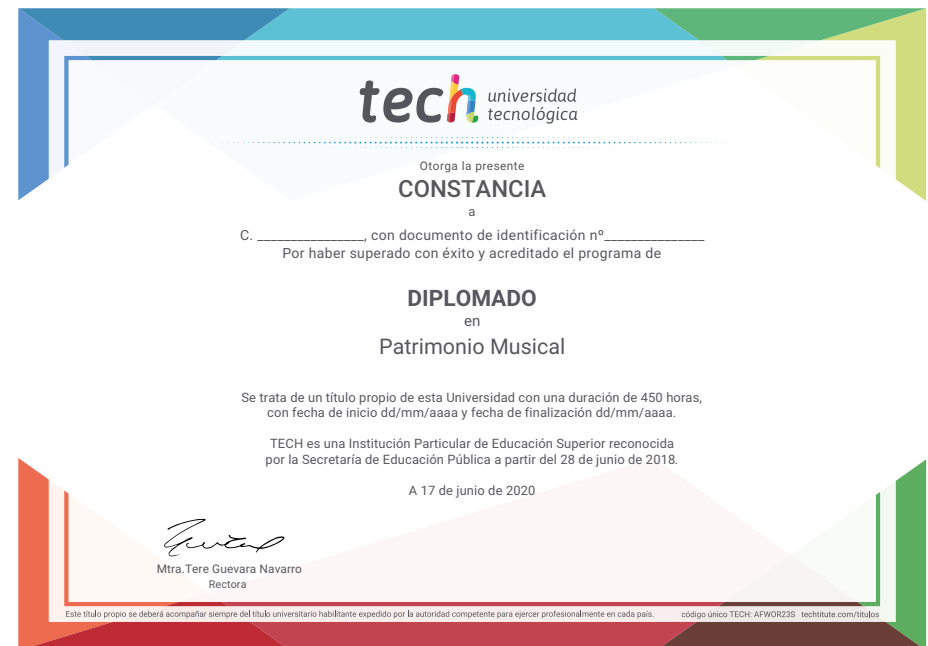 tech universidad
tecnológica
Otorga la presente
CONSTANCIA
a
C. ________________, con documento de identificación nº_______________
Por haber superado con éxito y acreditado el programa de
DIPLOMADO
en
Patrimonio Musical
Se trata de un título propio de esta Universidad con una duración de 450 horas,
con fecha de inicio dd/mm/aaaa y fecha de finalización dd/mm/aaaa.
TECH es una Institución Particular de Educación Superior reconocida
por la Secretaría de Educación Pública a partir del 28 de junio de 2018.
A 17 de junio de 2020
Mtra.Tere Guevara Navarro
Rectora
Este título propio se deberá acompañar siempre del título universitario habilitante expedido por la autoridad competente para ejercer profesionalmente en cada país. código único TECH: AFWOR23S techtitute.com/titulos